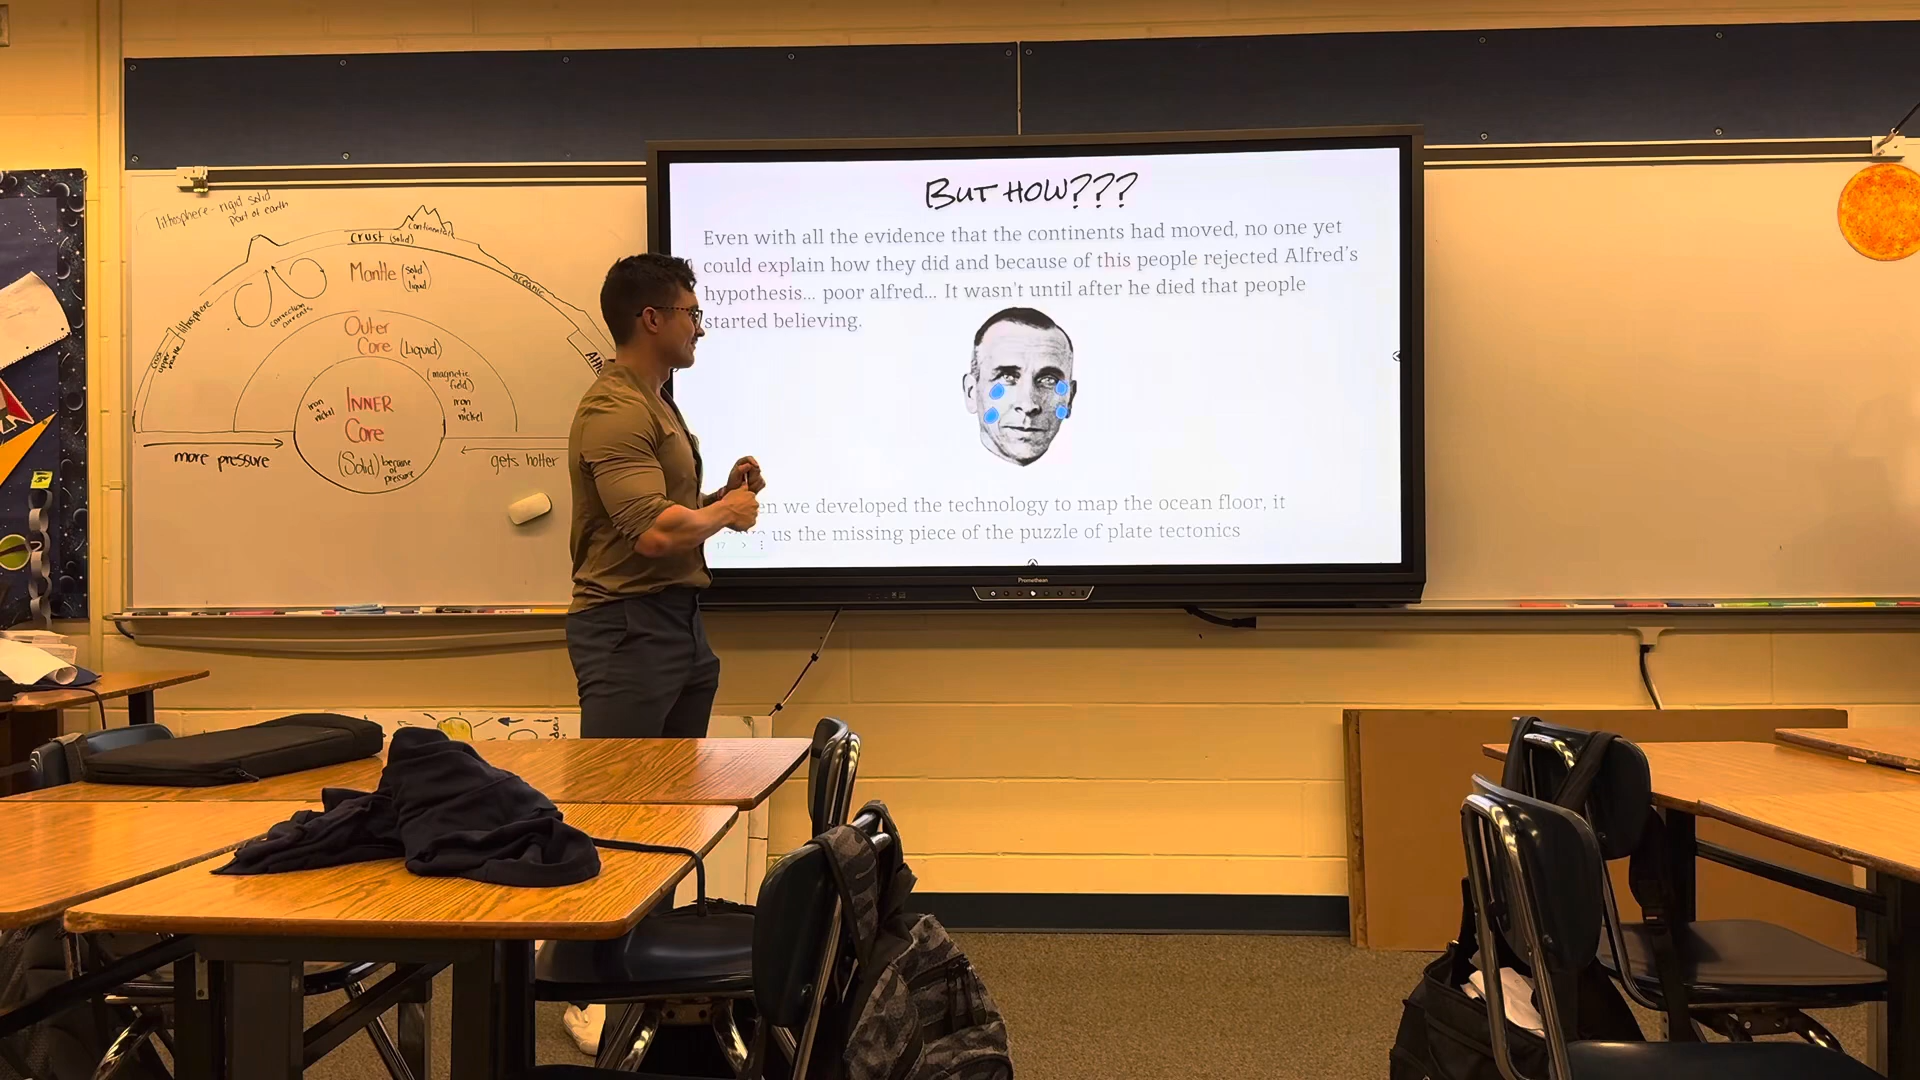 lithosphere - rigid solid
part of earth
continental
crust (solid)
Mantle (solid + liquid)
oceanic
lithosphere
crust
upper
mantle
convection
currents
Outer
Core (Liquid)
(magnetic
field)
iron
+
nickel
INNER
Core
iron
+
nickel
(Solid) because
of
pressure
more pressure
gets hotter
BUT HOW???
Even with all the evidence that the continents had moved, no one yet
could explain how they did and because of this people rejected Alfred's
hypothesis... poor alfred... It wasn't until after he died that people
started believing.
en we developed the technology to map the ocean floor, it
us the missing piece of the puzzle of plate tectonics
17
Promethean